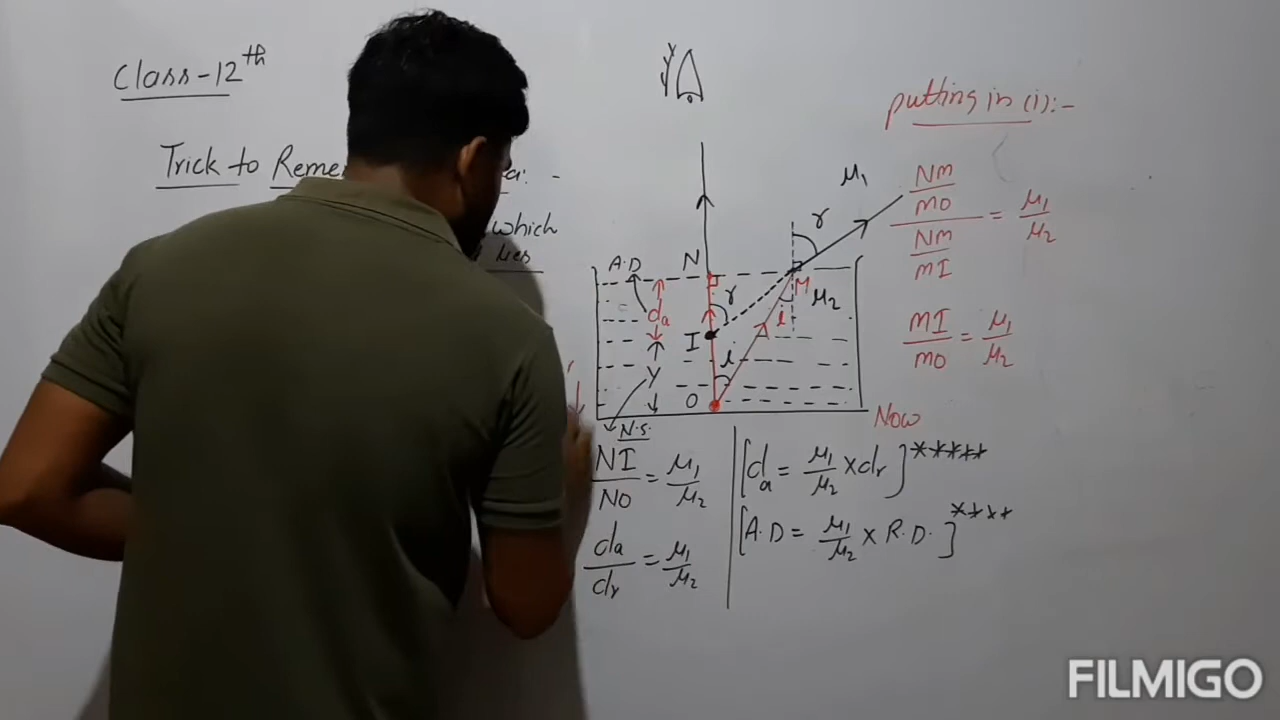 Class-12th
Trick to
which
lies
putting in (i):-
NM/MO / NM/MI = μ1/μ2
MI/MO = μ1/μ2
Now
μ1
r
A.D
N
M
μ2
da
r
i
I
y
i
O
N.S.
NI/NO = μ1/μ2
da/dr = μ1/μ2
[da = μ1/μ2 × dr]*****
[A.D = μ1/μ2 × R.D.]****
FILMIGO